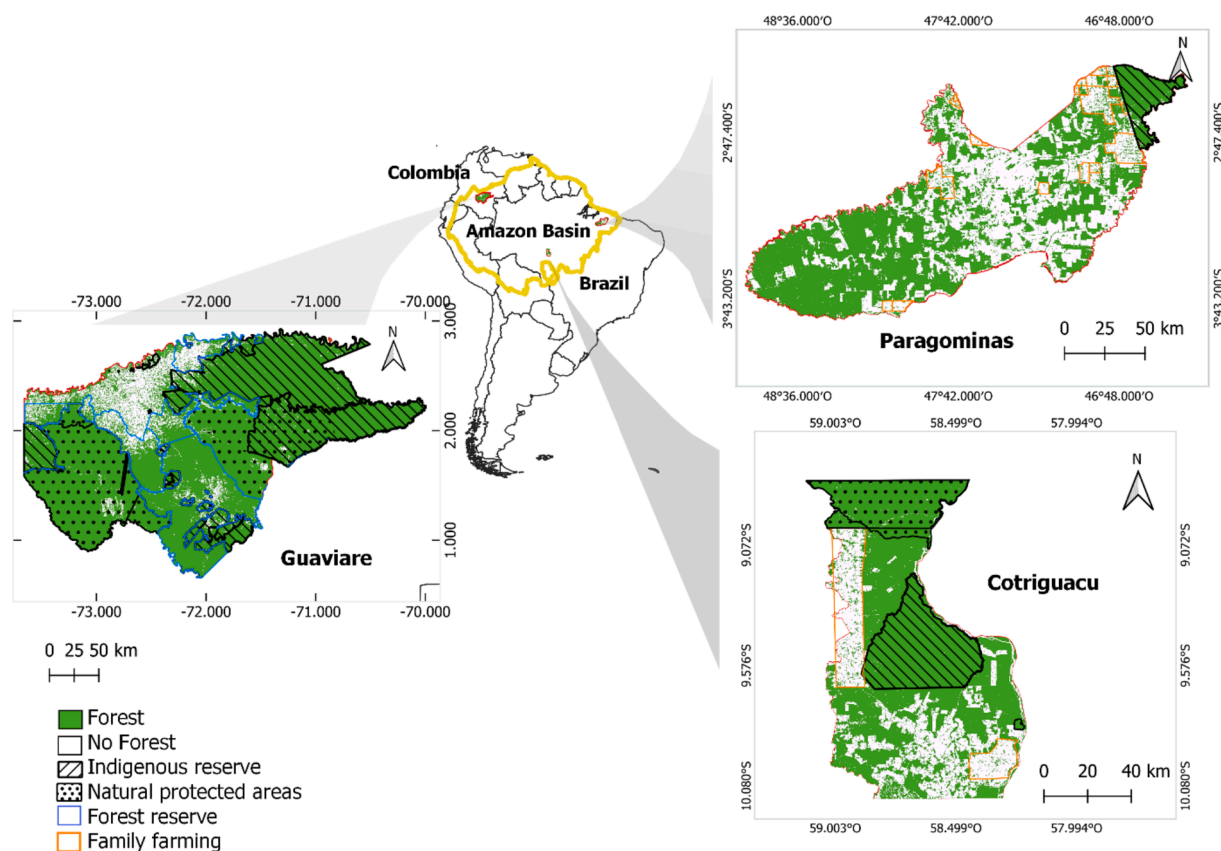 48°36.000′O 47°42.000′O 46°48.000′O
N
2°47.400′S 2°47.400′S
3°43.200′S 3°43.200′S
Paragominas
0 25 50 km
48°36.000′O 47°42.000′O 46°48.000′O
Colombia
Amazon Basin
Brazil
-73.000 -72.000 -71.000 -70.000
N
3.000
2.000
1.000
Guaviare
-73.000 -72.000 -71.000 -70.000
0 25 50 km
59.003°O 58.499°O 57.994°O
N
9.072°S 9.072°S
Cotriguacu
9.576°S 9.576°S
10.080°S 10.080°S
0 20 40 km
59.003°O 58.499°O 57.994°O
Forest
No Forest
Indigenous reserve
Natural protected areas
Forest reserve
Family farming